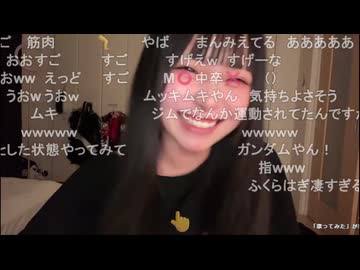 ご 筋肉 やば まんみえてる あああああ
おおすご すご すげえw すげーな
おww えっど すご M 中卒 ()
うおwうおw ムッキムキやん 気持ちよさそう
ムキ ジムでなんか運動されてたんですか
wwwww wwwww
した状態やってみて ガンダムやん！
指www
ふくらはぎ凄すぎる
「歌ってみた」が